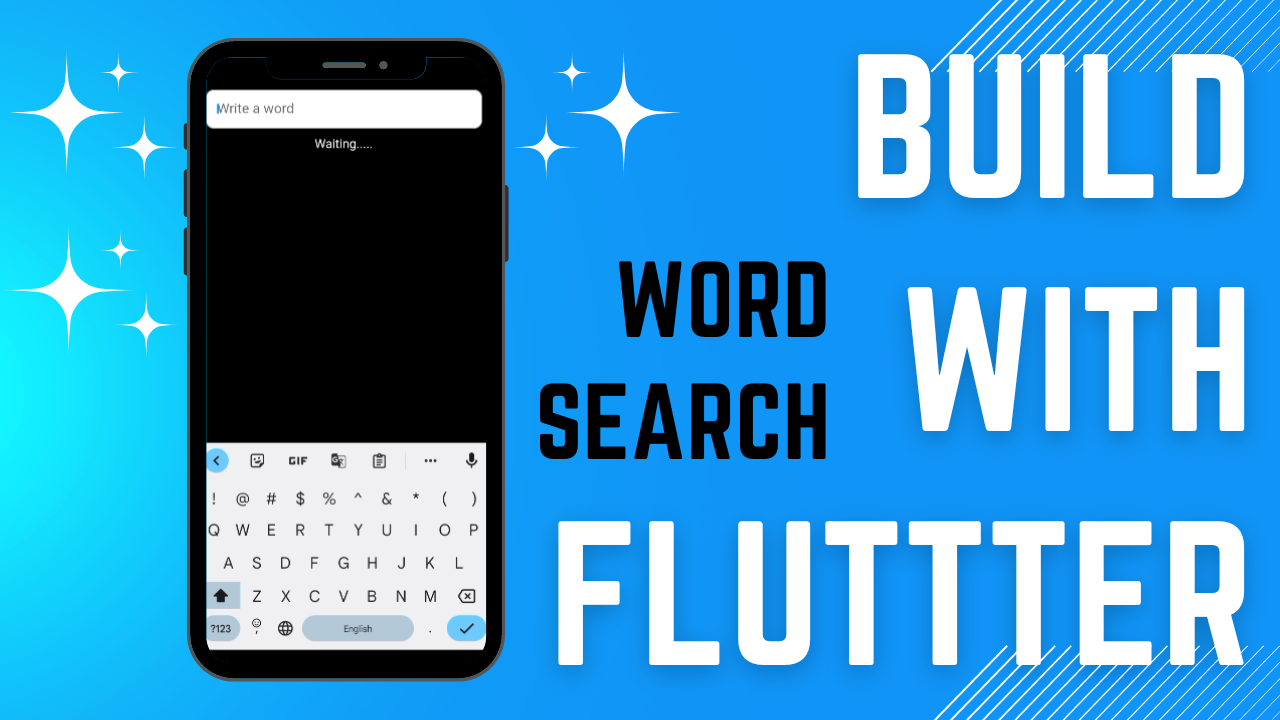 Write a word
Waiting.....
GIF
! @ # $ % ^ & * ( )
Q W E R T Y U I O P
A S D F G H J K L
Z X C V B N M
?123 , English .
WORD
SEARCH
BUILD
WITH
FLUTTTER